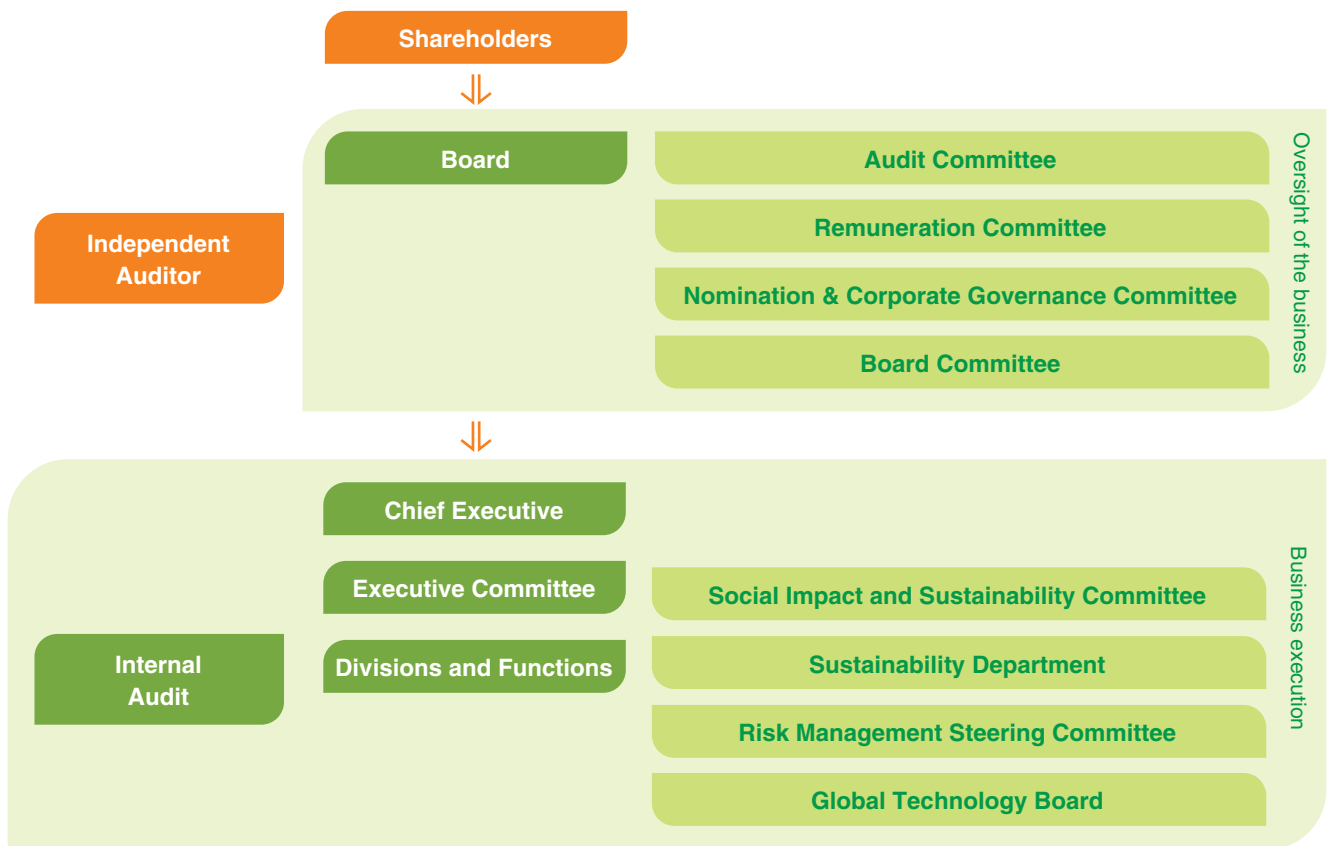 Shareholders
Board
Audit Committee
Remuneration Committee
Nomination & Corporate Governance Committee
Board Committee
Oversight of the business
Independent
Auditor
Chief Executive
Executive Committee
Divisions and Functions
Social Impact and Sustainability Committee
Sustainability Department
Risk Management Steering Committee
Global Technology Board
Business execution
Internal
Audit